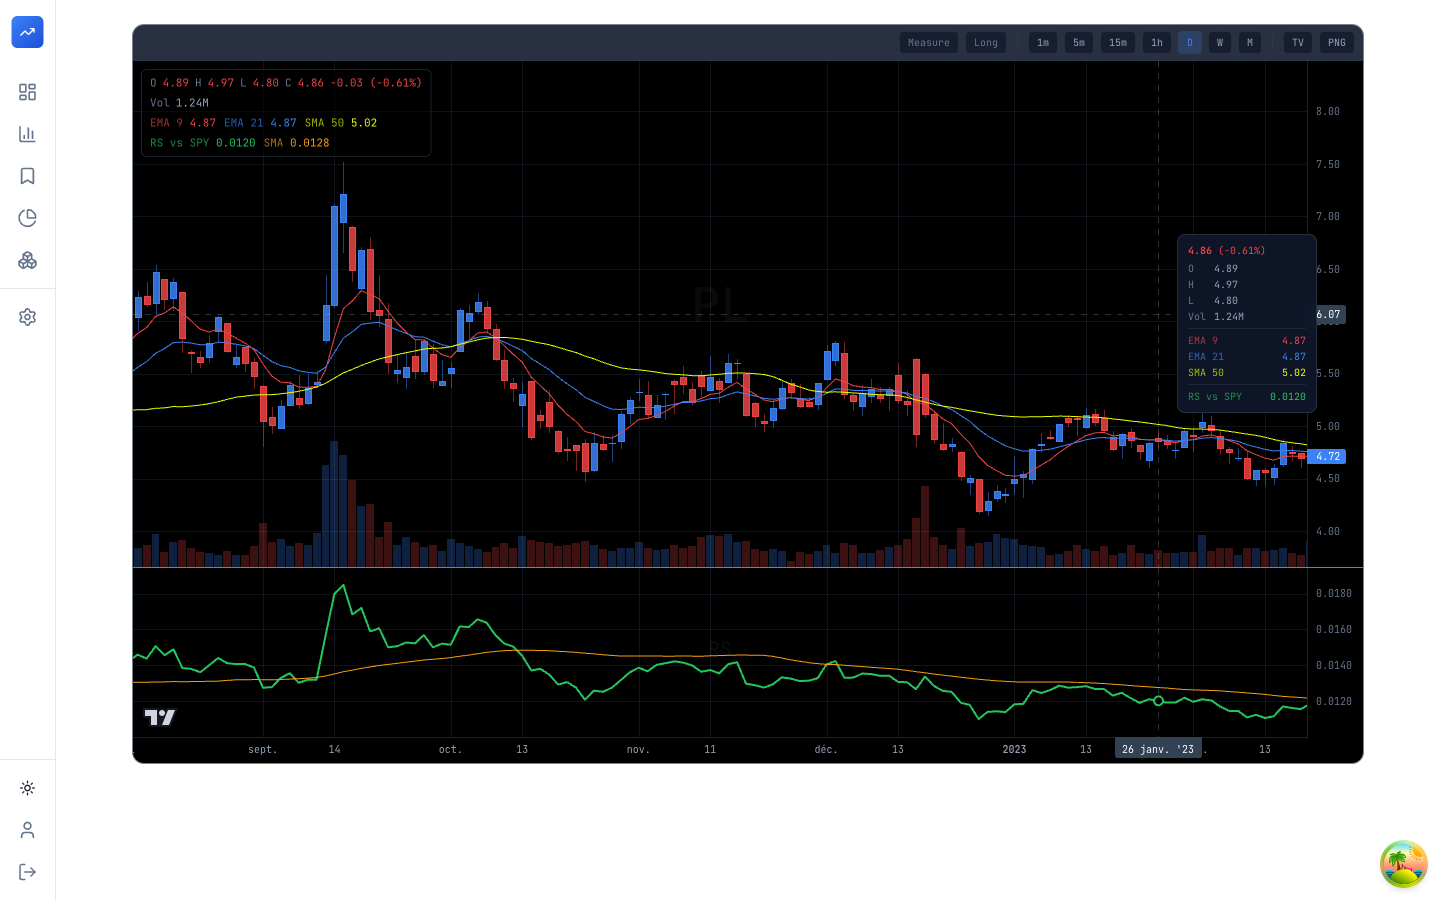 Measure Long 1m 5m 15m 1h D W M TV PNG
O 4.89 H 4.97 L 4.80 C 4.86 -0.03 (-0.61%)
Vol 1.24M
EMA 9 4.87 EMA 21 4.87 SMA 50 5.02
RS vs SPY 0.0120 SMA 0.0128
PL
8.00
7.50
7.00
6.50
6.07
5.50
5.00
4.72
4.50
4.00
4.86 (-0.61%)
O 4.89
H 4.97
L 4.80
Vol 1.24M
EMA 9 4.87
EMA 21 4.87
SMA 50 5.02
RS vs SPY 0.0120
RS
0.0180
0.0160
0.0140
0.0120
sept. 14 oct. 13 nov. 11 déc. 13 2023 13 26 janv. '23 13